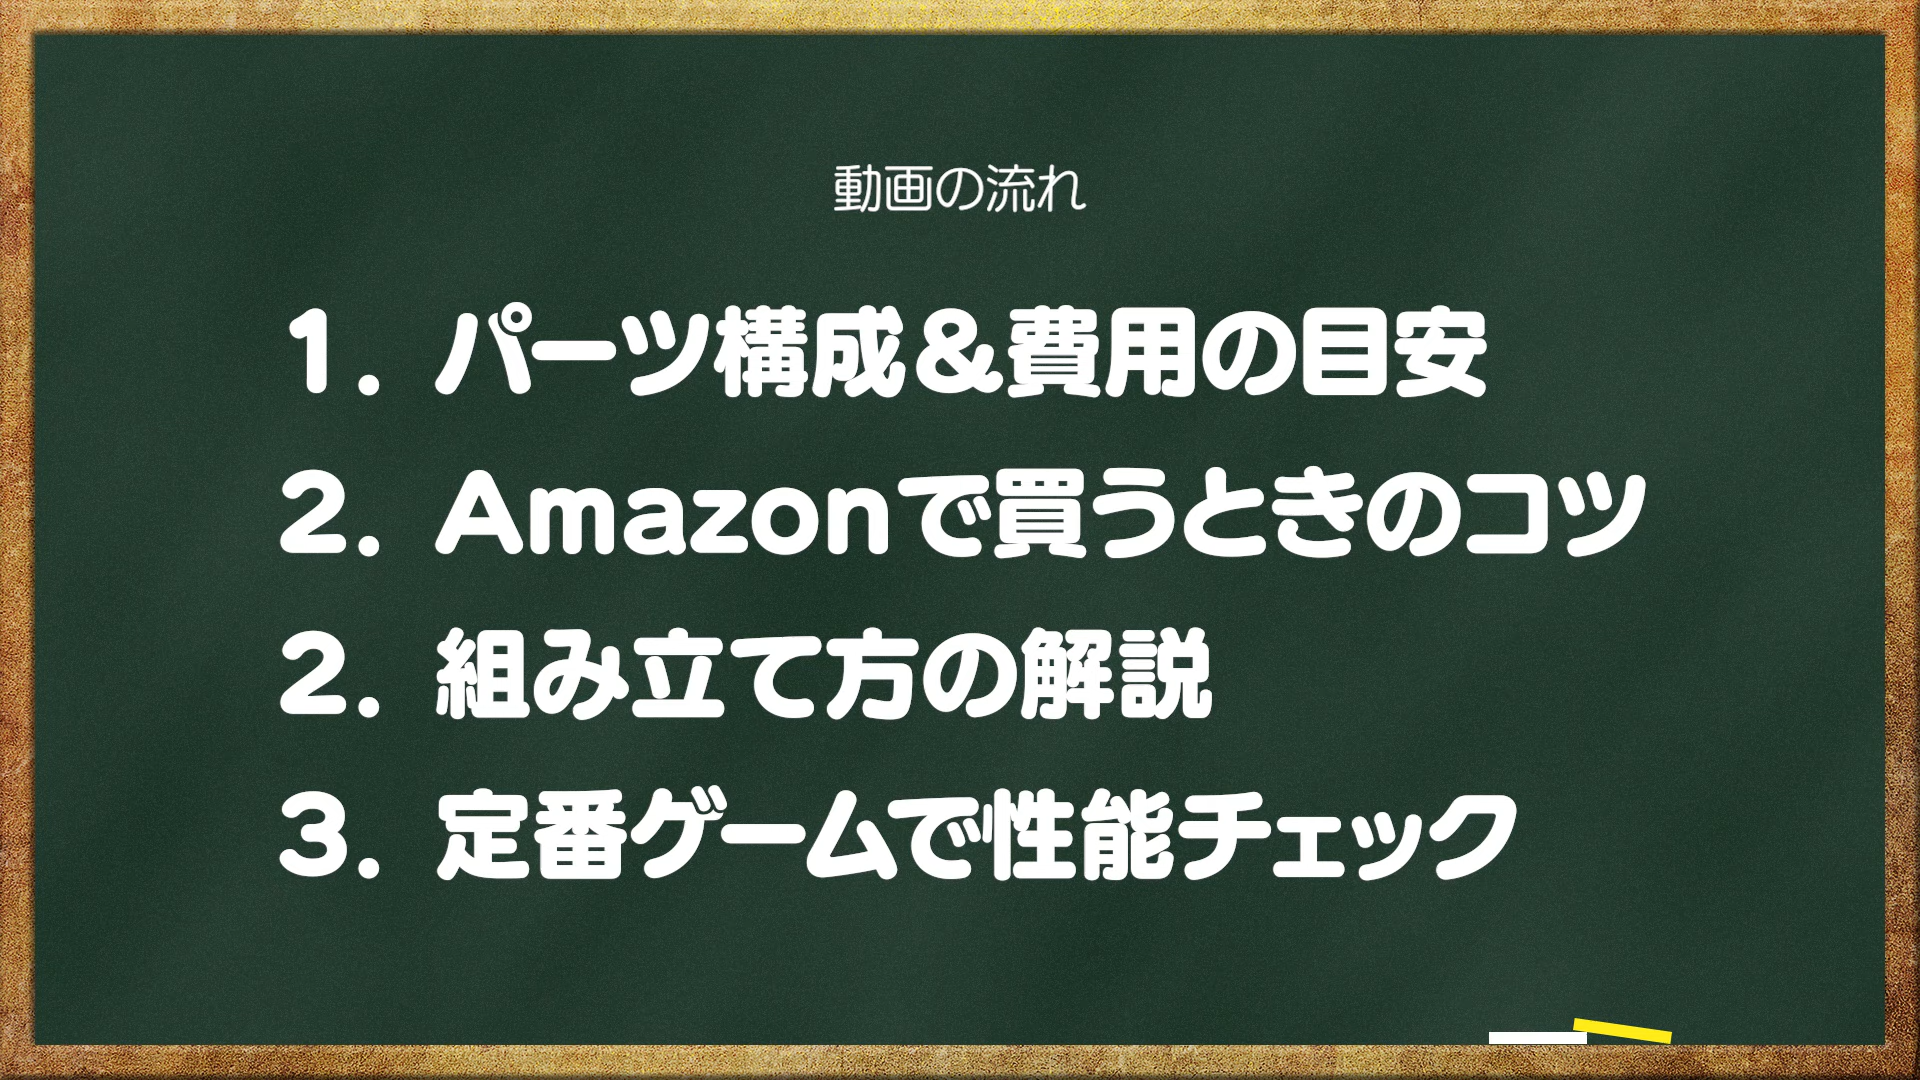 動画の流れ
1. パーツ構成&費用の目安
2. Amazonで買うときのコツ
2. 組み立て方の解説
3. 定番ゲームで性能チェック